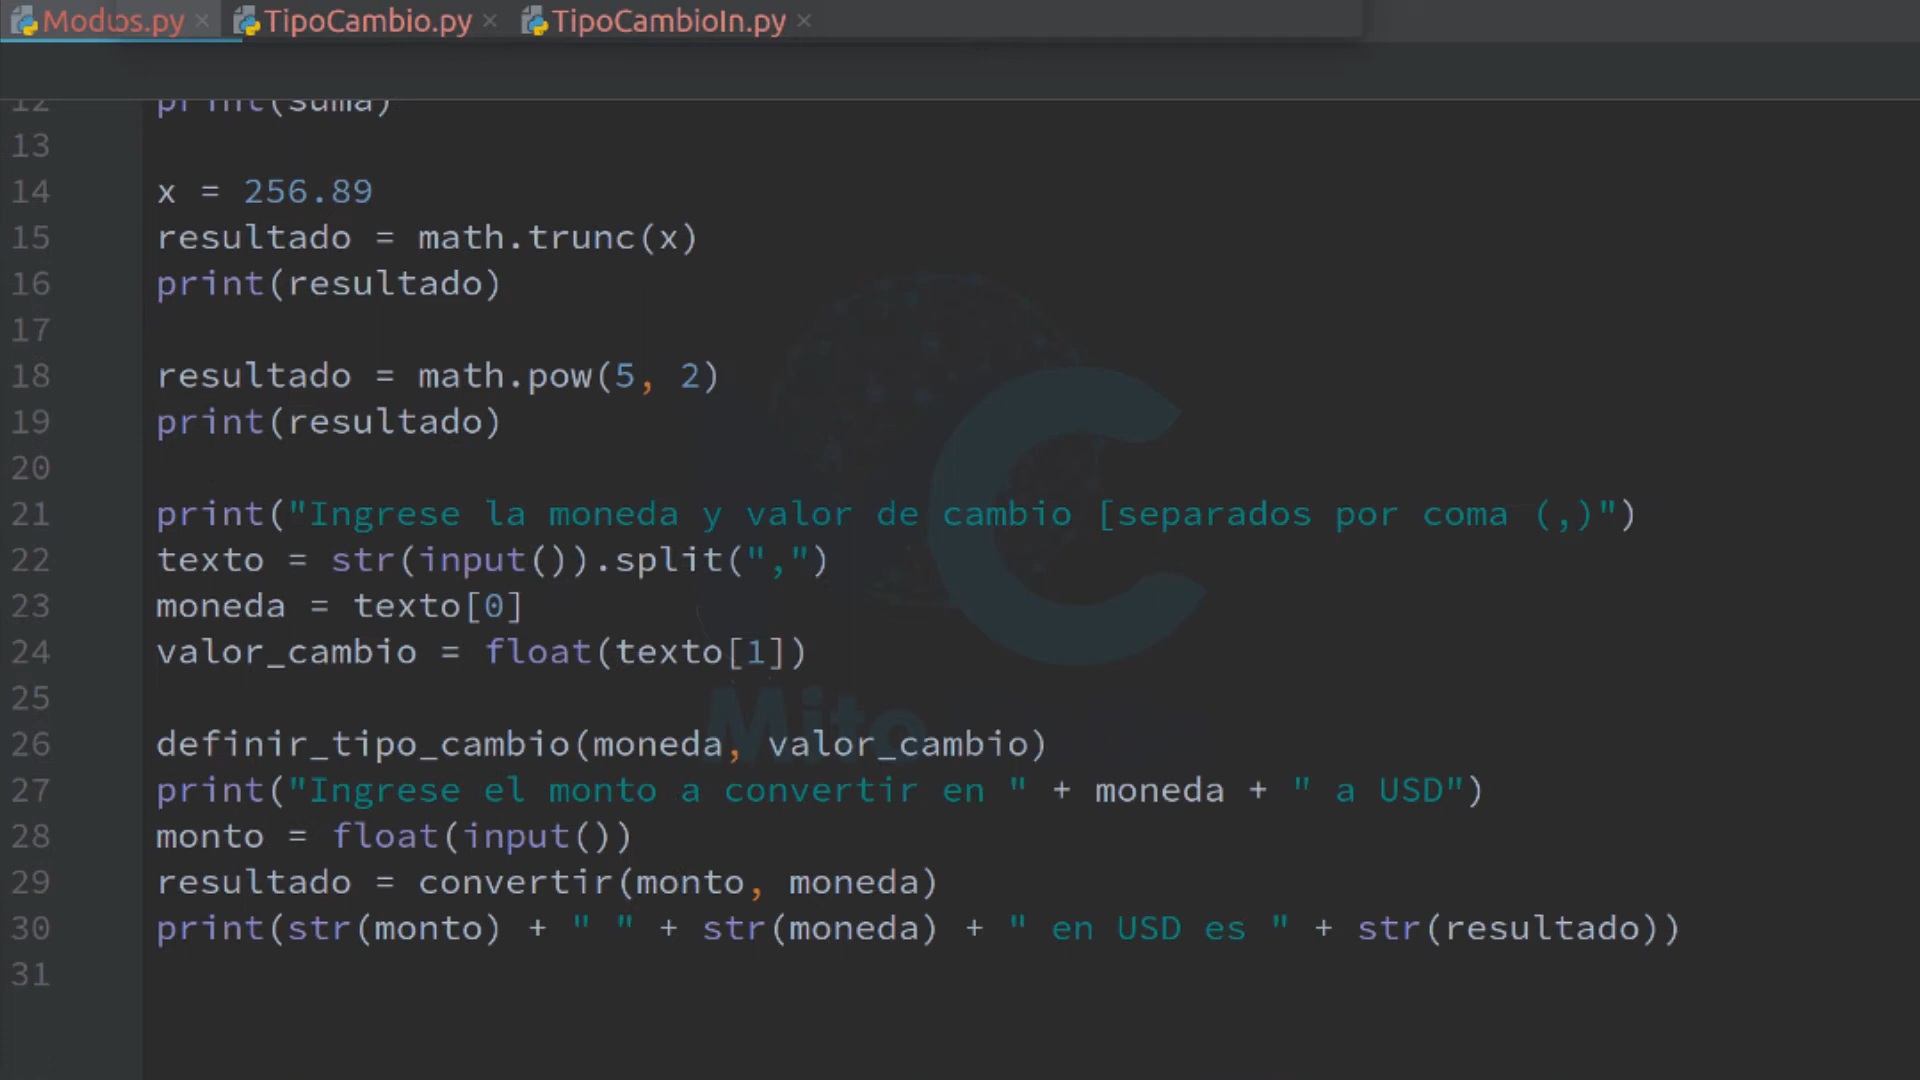 TipoCambio.py × TipoCambioIn.py ×
12 print(suma)
13
14 x = 256.89
15 resultado = math.trunc(x)
16 print(resultado)
17
18 resultado = math.pow(5, 2)
19 print(resultado)
20
21 print("Ingrese la moneda y valor de cambio [separados por coma (,)")
22 texto = str(input()).split(",")
23 moneda = texto[0]
24 valor_cambio = float(texto[1])
25
26 definir_tipo_cambio(moneda, valor_cambio)
27 print("Ingrese el monto a convertir en " + moneda + " a USD")
28 monto = float(input())
29 resultado = convertir(monto, moneda)
30 print(str(monto) + " " + str(moneda) + " en USD es " + str(resultado))
31
Mito